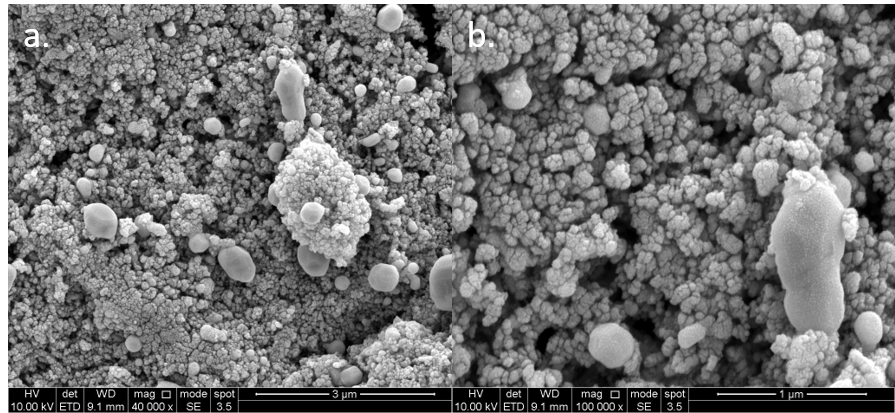 a.
b.
HV det WD mag □ mode spot
10.00 kV ETD 9.1 mm 40 000 x SE 3.5
3 µm
HV det WD mag □ mode spot
10.00 kV ETD 9.1 mm 100 000 x SE 3.5
1 µm